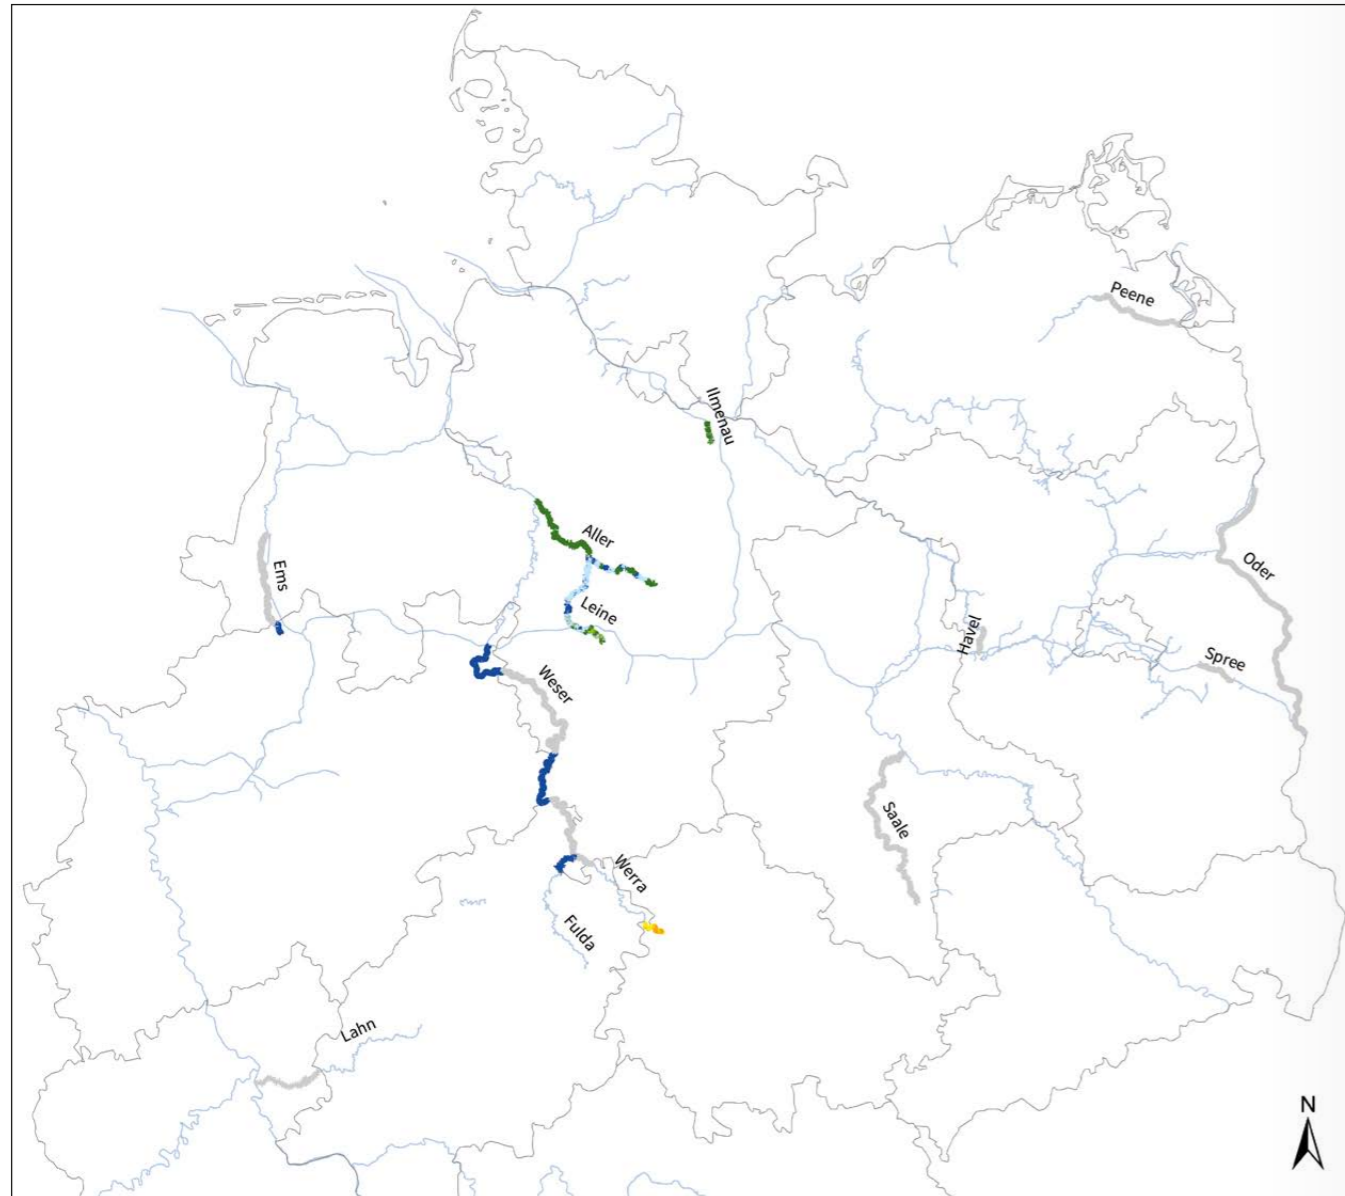 Peene
Ilmenau
Aller
Ems
Oder
Leine
Havel
Spree
Weser
Saale
Werra
Fulda
Lahn
N